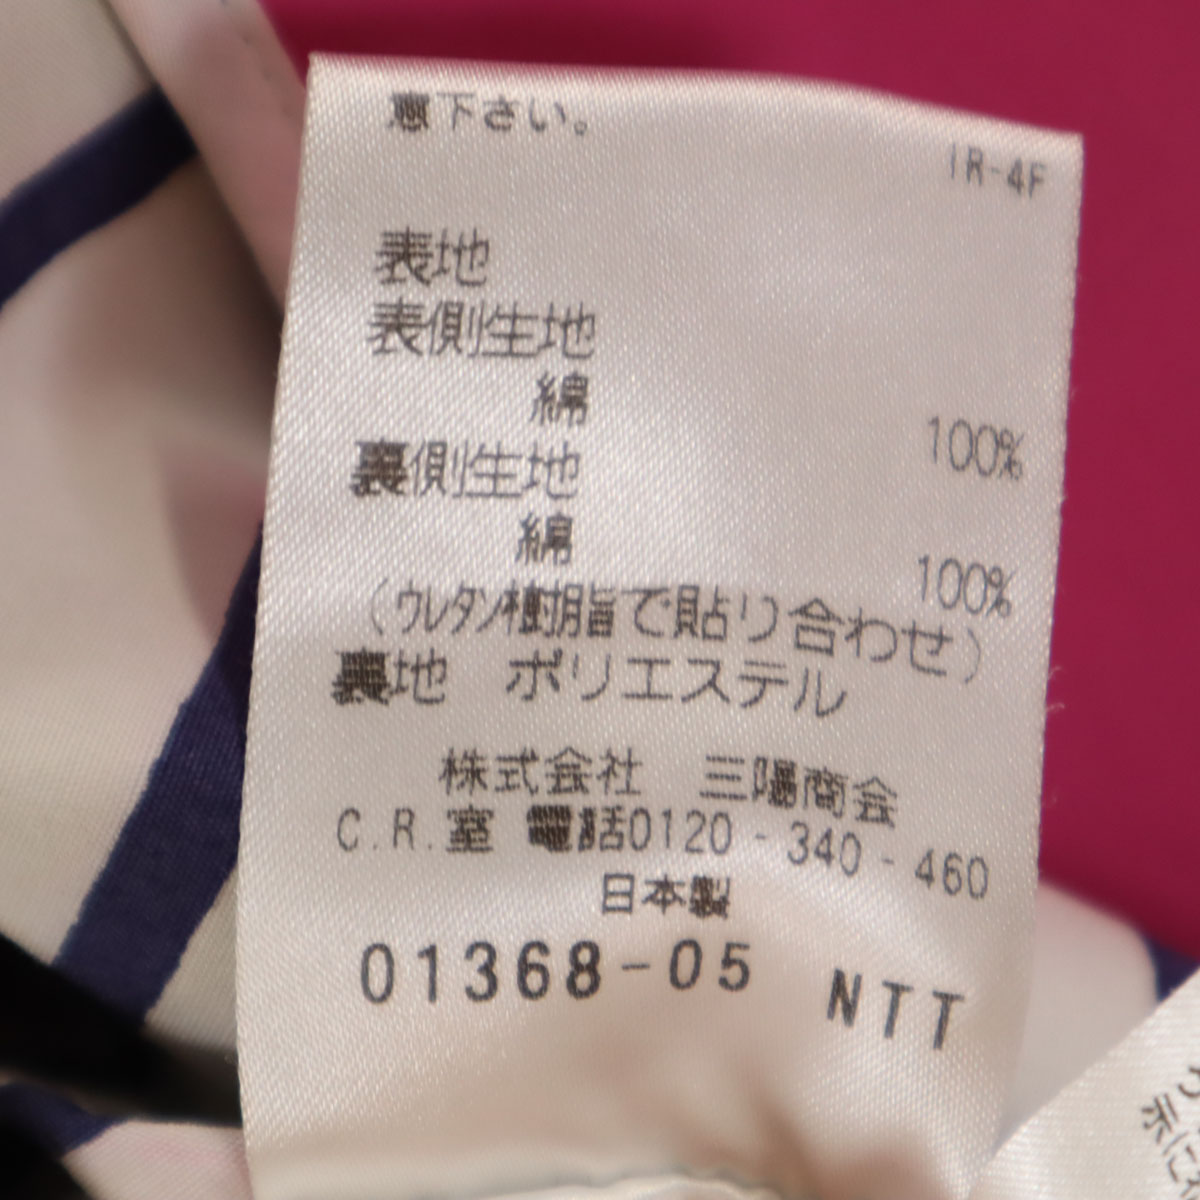 意下さい。
IR-4F
表地
表側生地
綿 100%
裏側生地
綿 100%
（ウレタン樹脂で貼り合わせ）
裏地 ポリエステル
株式会社 三陽商会
C.R.室 電話0120-340-460
日本製
01368-05 NTT